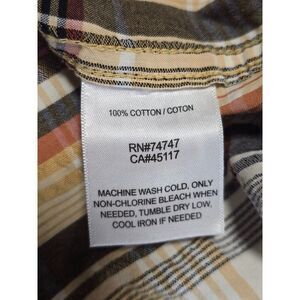 100% COTTON / COTON
RN#74747
CA#45117
MACHINE WASH COLD, ONLY
NON-CHLORINE BLEACH WHEN
NEEDED, TUMBLE DRY LOW.
COOL IRON IF NEEDED